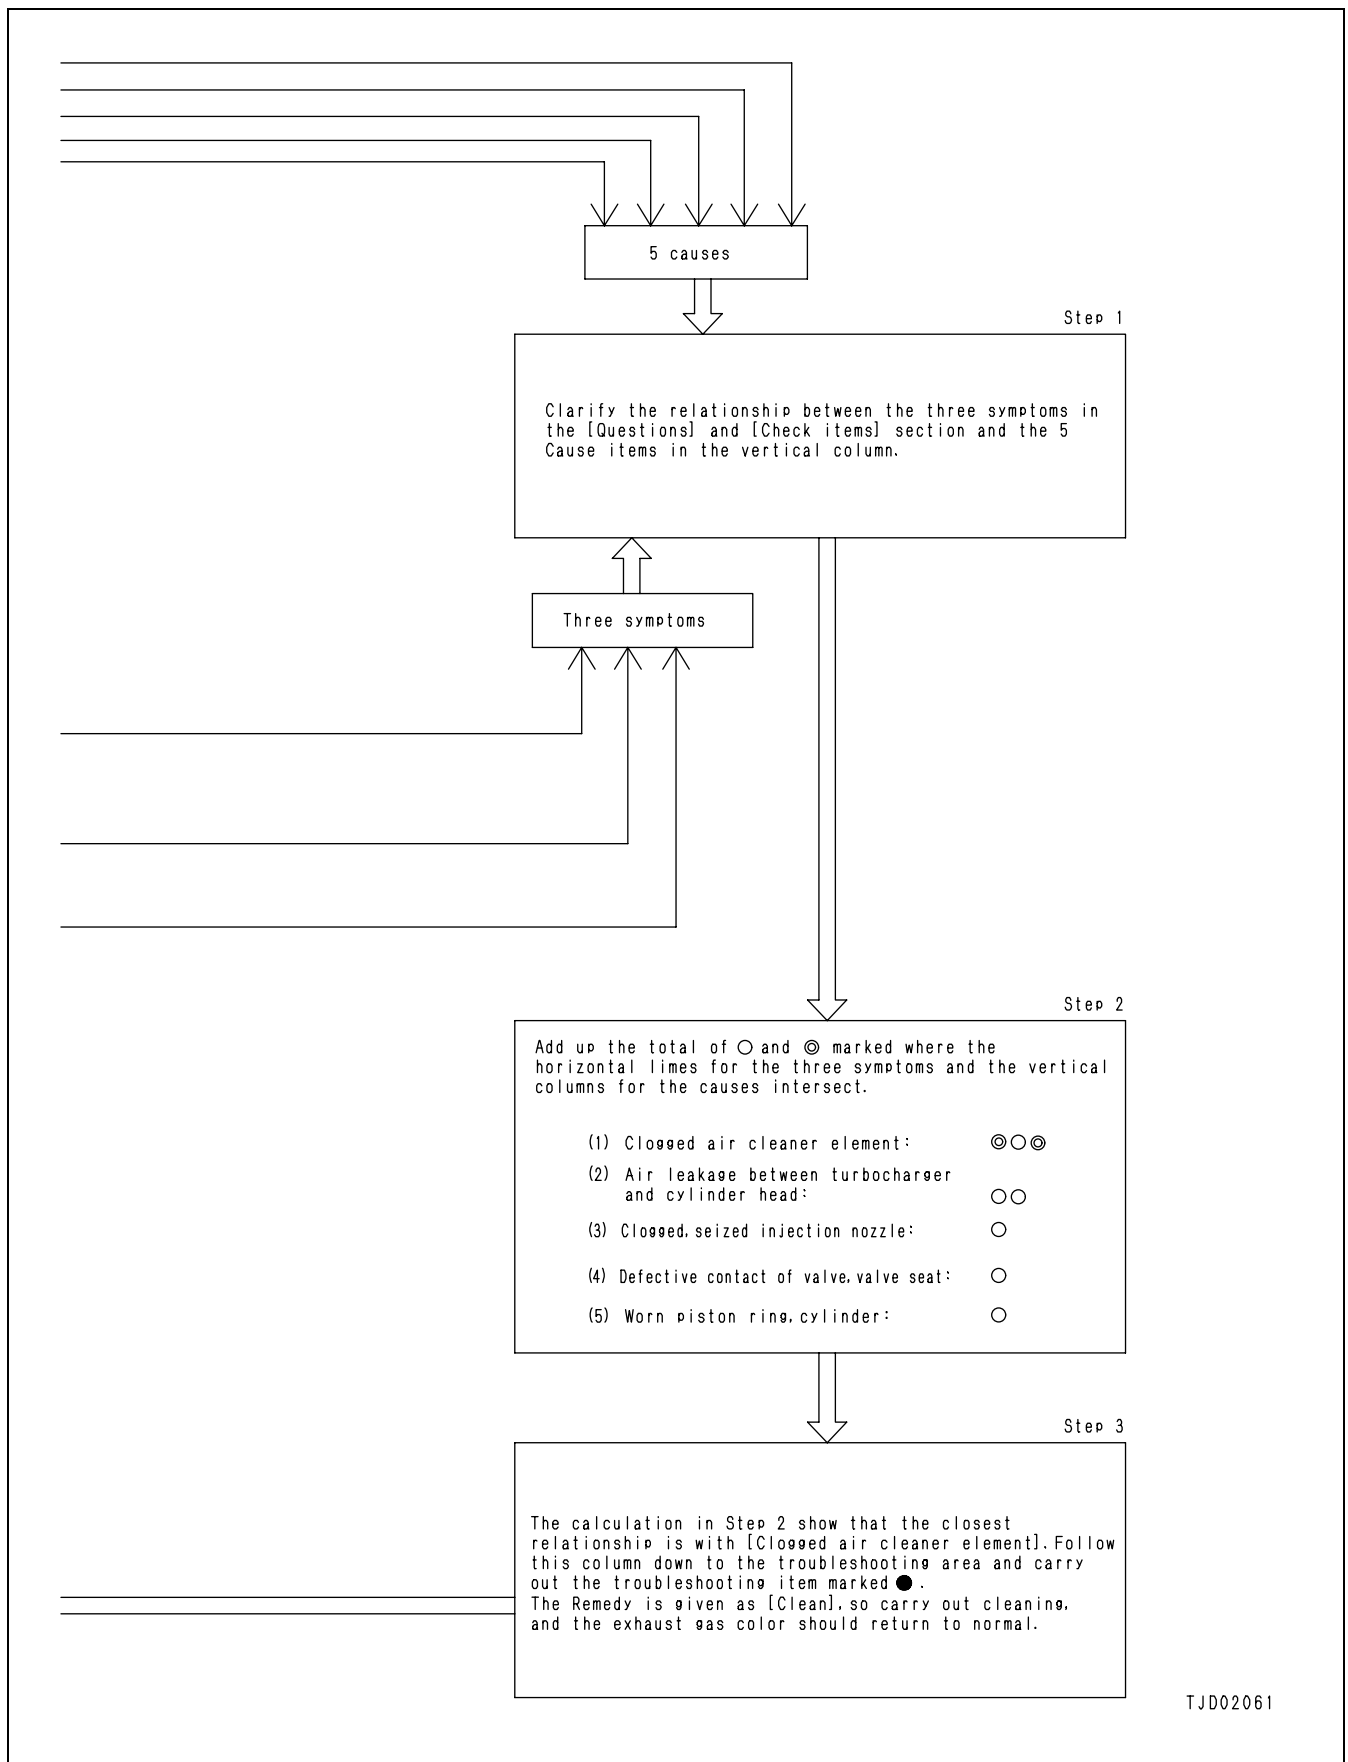 5 causes
Step 1
Clarify the relationship between the three symptoms in
the [Questions] and [Check items] section and the 5
Cause items in the vertical column.
Three symptoms
Step 2
Add up the total of ○ and ◎ marked where the
horizontal limes for the three symptoms and the vertical
columns for the causes intersect.
(1) Clogged air cleaner element: ◎○◎
(2) Air leakage between turbocharger
and cylinder head: ○○
(3) Clogged, seized injection nozzle: ○
(4) Defective contact of valve, valve seat: ○
(5) Worn piston ring, cylinder: ○
Step 3
The calculation in Step 2 show that the closest
relationship is with [Clogged air cleaner element]. Follow
this column down to the troubleshooting area and carry
out the troubleshooting item marked ●.
The Remedy is given as [Clean], so carry out cleaning,
and the exhaust gas color should return to normal.
TJD02061